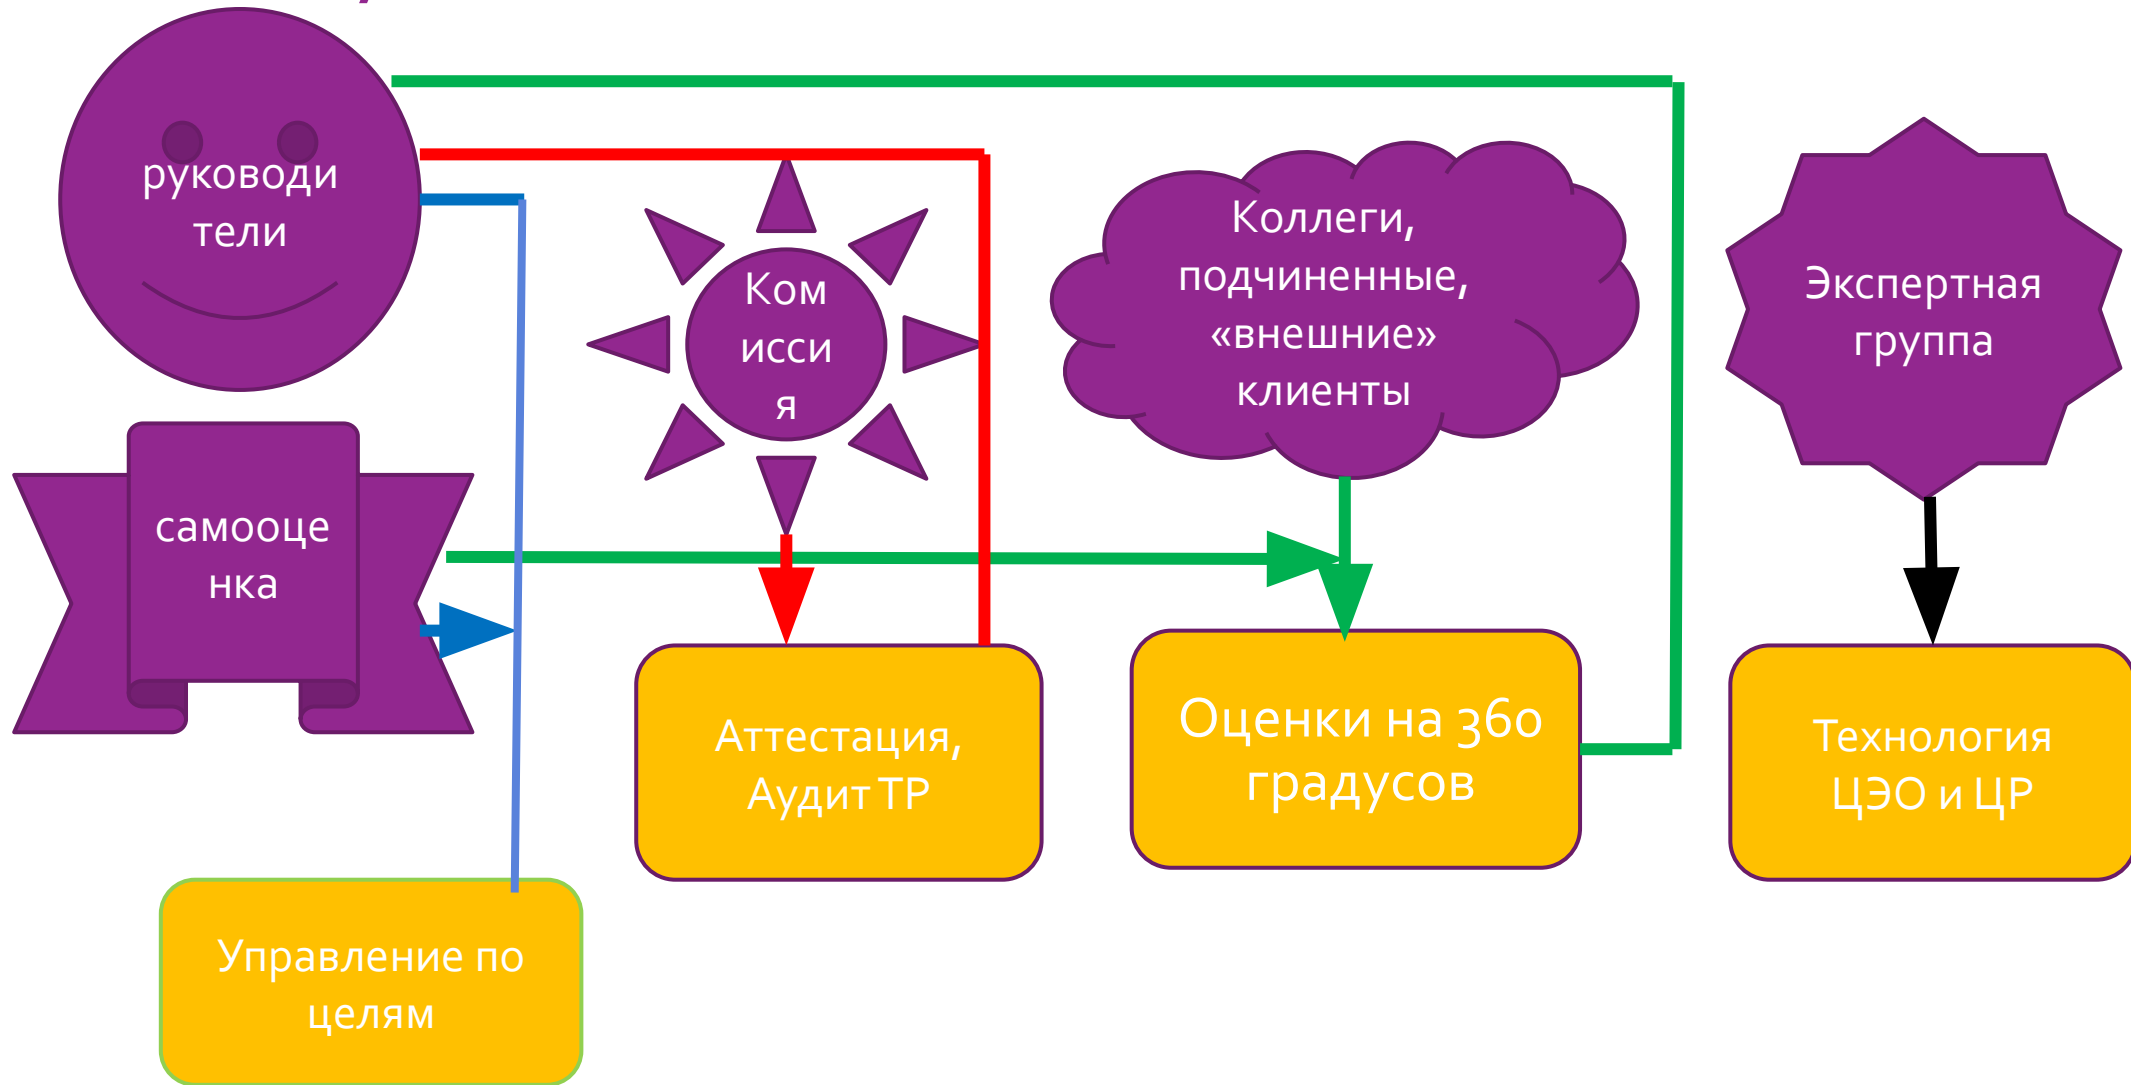 руководи
тели
Ком
исси
я
Коллеги,
подчиненные,
«внешние»
клиенты
Экспертная
группа
самооце
нка
Аттестация,
Аудит ТР
Оценки на 360
градусов
Технология
ЦЭО и ЦР
Управление по
целям